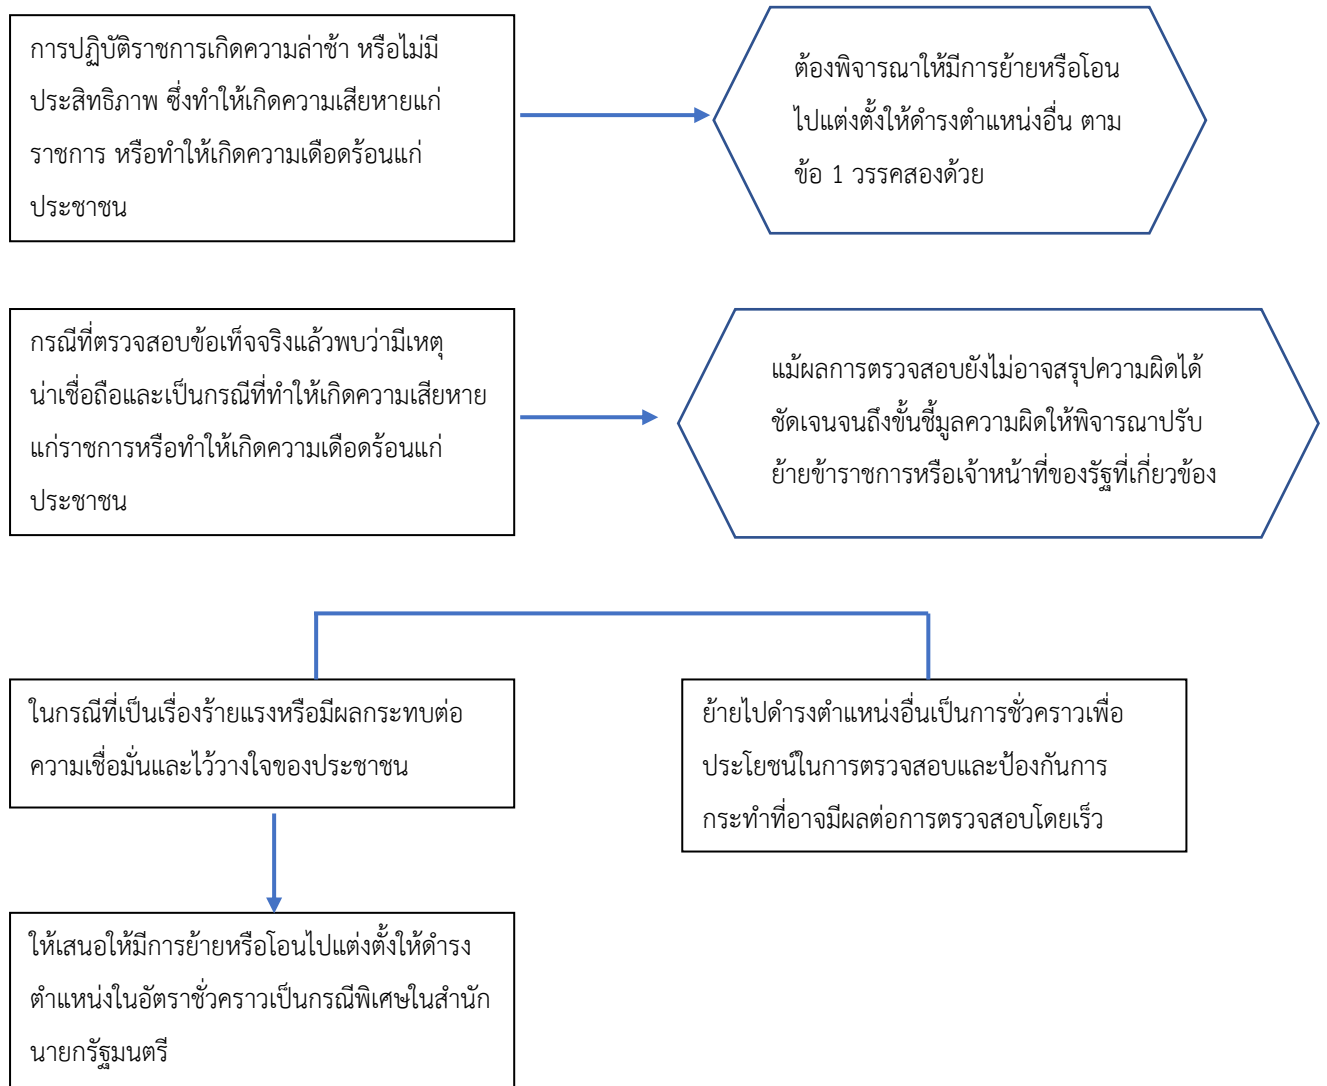 การปฏิบัติราชการเกิดความล่าช้า หรือไม่มี
ประสิทธิภาพ ซึ่งทำให้เกิดความเสียหายแก่
ราชการ หรือทำให้เกิดความเดือดร้อนแก่
ประชาชน
ต้องพิจารณาให้มีการย้ายหรือโอน
ไปแต่งตั้งให้ดำรงตำแหน่งอื่น ตาม
ข้อ 1 วรรคสองด้วย
กรณีที่ตรวจสอบข้อเท็จจริงแล้วพบว่ามีเหตุ
น่าเชื่อถือและเป็นกรณีที่ทำให้เกิดความเสียหาย
แก่ราชการหรือทำให้เกิดความเดือดร้อนแก่
ประชาชน
แม้ผลการตรวจสอบยังไม่อาจสรุปความผิดได้
ชัดเจนจนถึงขั้นชี้มูลความผิดให้พิจารณาปรับ
ย้ายข้าราชการหรือเจ้าหน้าที่ของรัฐที่เกี่ยวข้อง
ในกรณีที่เป็นเรื่องร้ายแรงหรือมีผลกระทบต่อ
ความเชื่อมั่นและไว้วางใจของประชาชน
ย้ายไปดำรงตำแหน่งอื่นเป็นการชั่วคราวเพื่อ
ประโยชน์ในการตรวจสอบและป้องกันการ
กระทำที่อาจมีผลต่อการตรวจสอบโดยเร็ว
ให้เสนอให้มีการย้ายหรือโอนไปแต่งตั้งให้ดำรง
ตำแหน่งในอัตราชั่วคราวเป็นกรณีพิเศษในสำนัก
นายกรัฐมนตรี